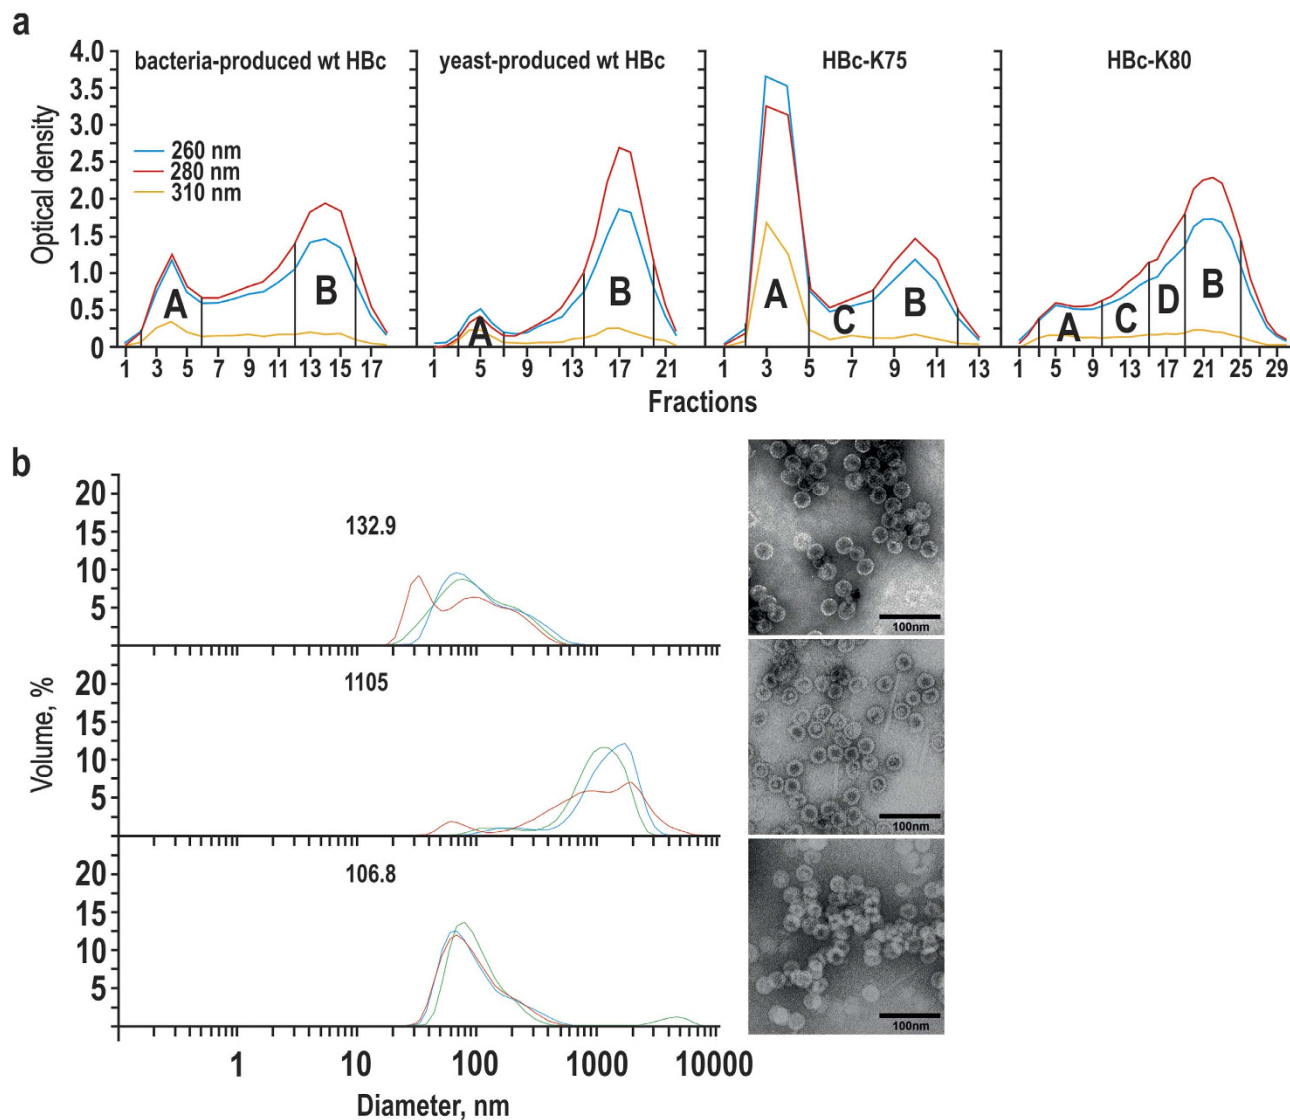 a
bacteria-produced wt HBc
yeast-produced wt HBc
HBc-K75
HBc-K80
Optical density
4.0
3.5
3.0
2.5
2.0
1.5
1.0
0.5
0
260 nm
280 nm
310 nm
A
B
A
B
A
C
B
A
C
D
B
1 3 5 7 9 11 13 15 17
1 5 9 13 17 21
1 3 5 7 9 11 13
1 5 9 13 17 21 25 29
Fractions
b
Volume, %
20
15
10
5
132.9
100nm
20
15
10
5
1105
100nm
20
15
10
5
106.8
100nm
1 10 100 1000 10000
Diameter, nm